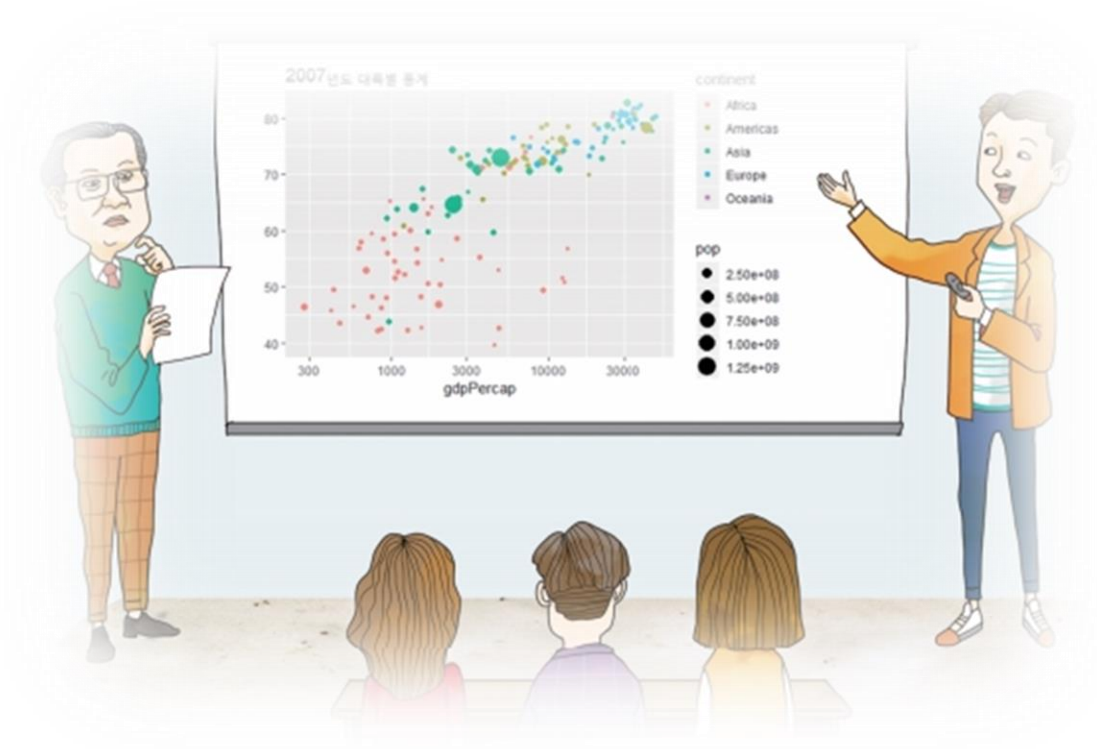 2007년도 대륙별 통계
80
70
60
50
40
300
1000
3000
10000
30000
gdpPercap
continent
Africa
Americas
Asia
Europe
Oceania
pop
2.50e+08
5.00e+08
7.50e+08
1.00e+09
1.25e+09